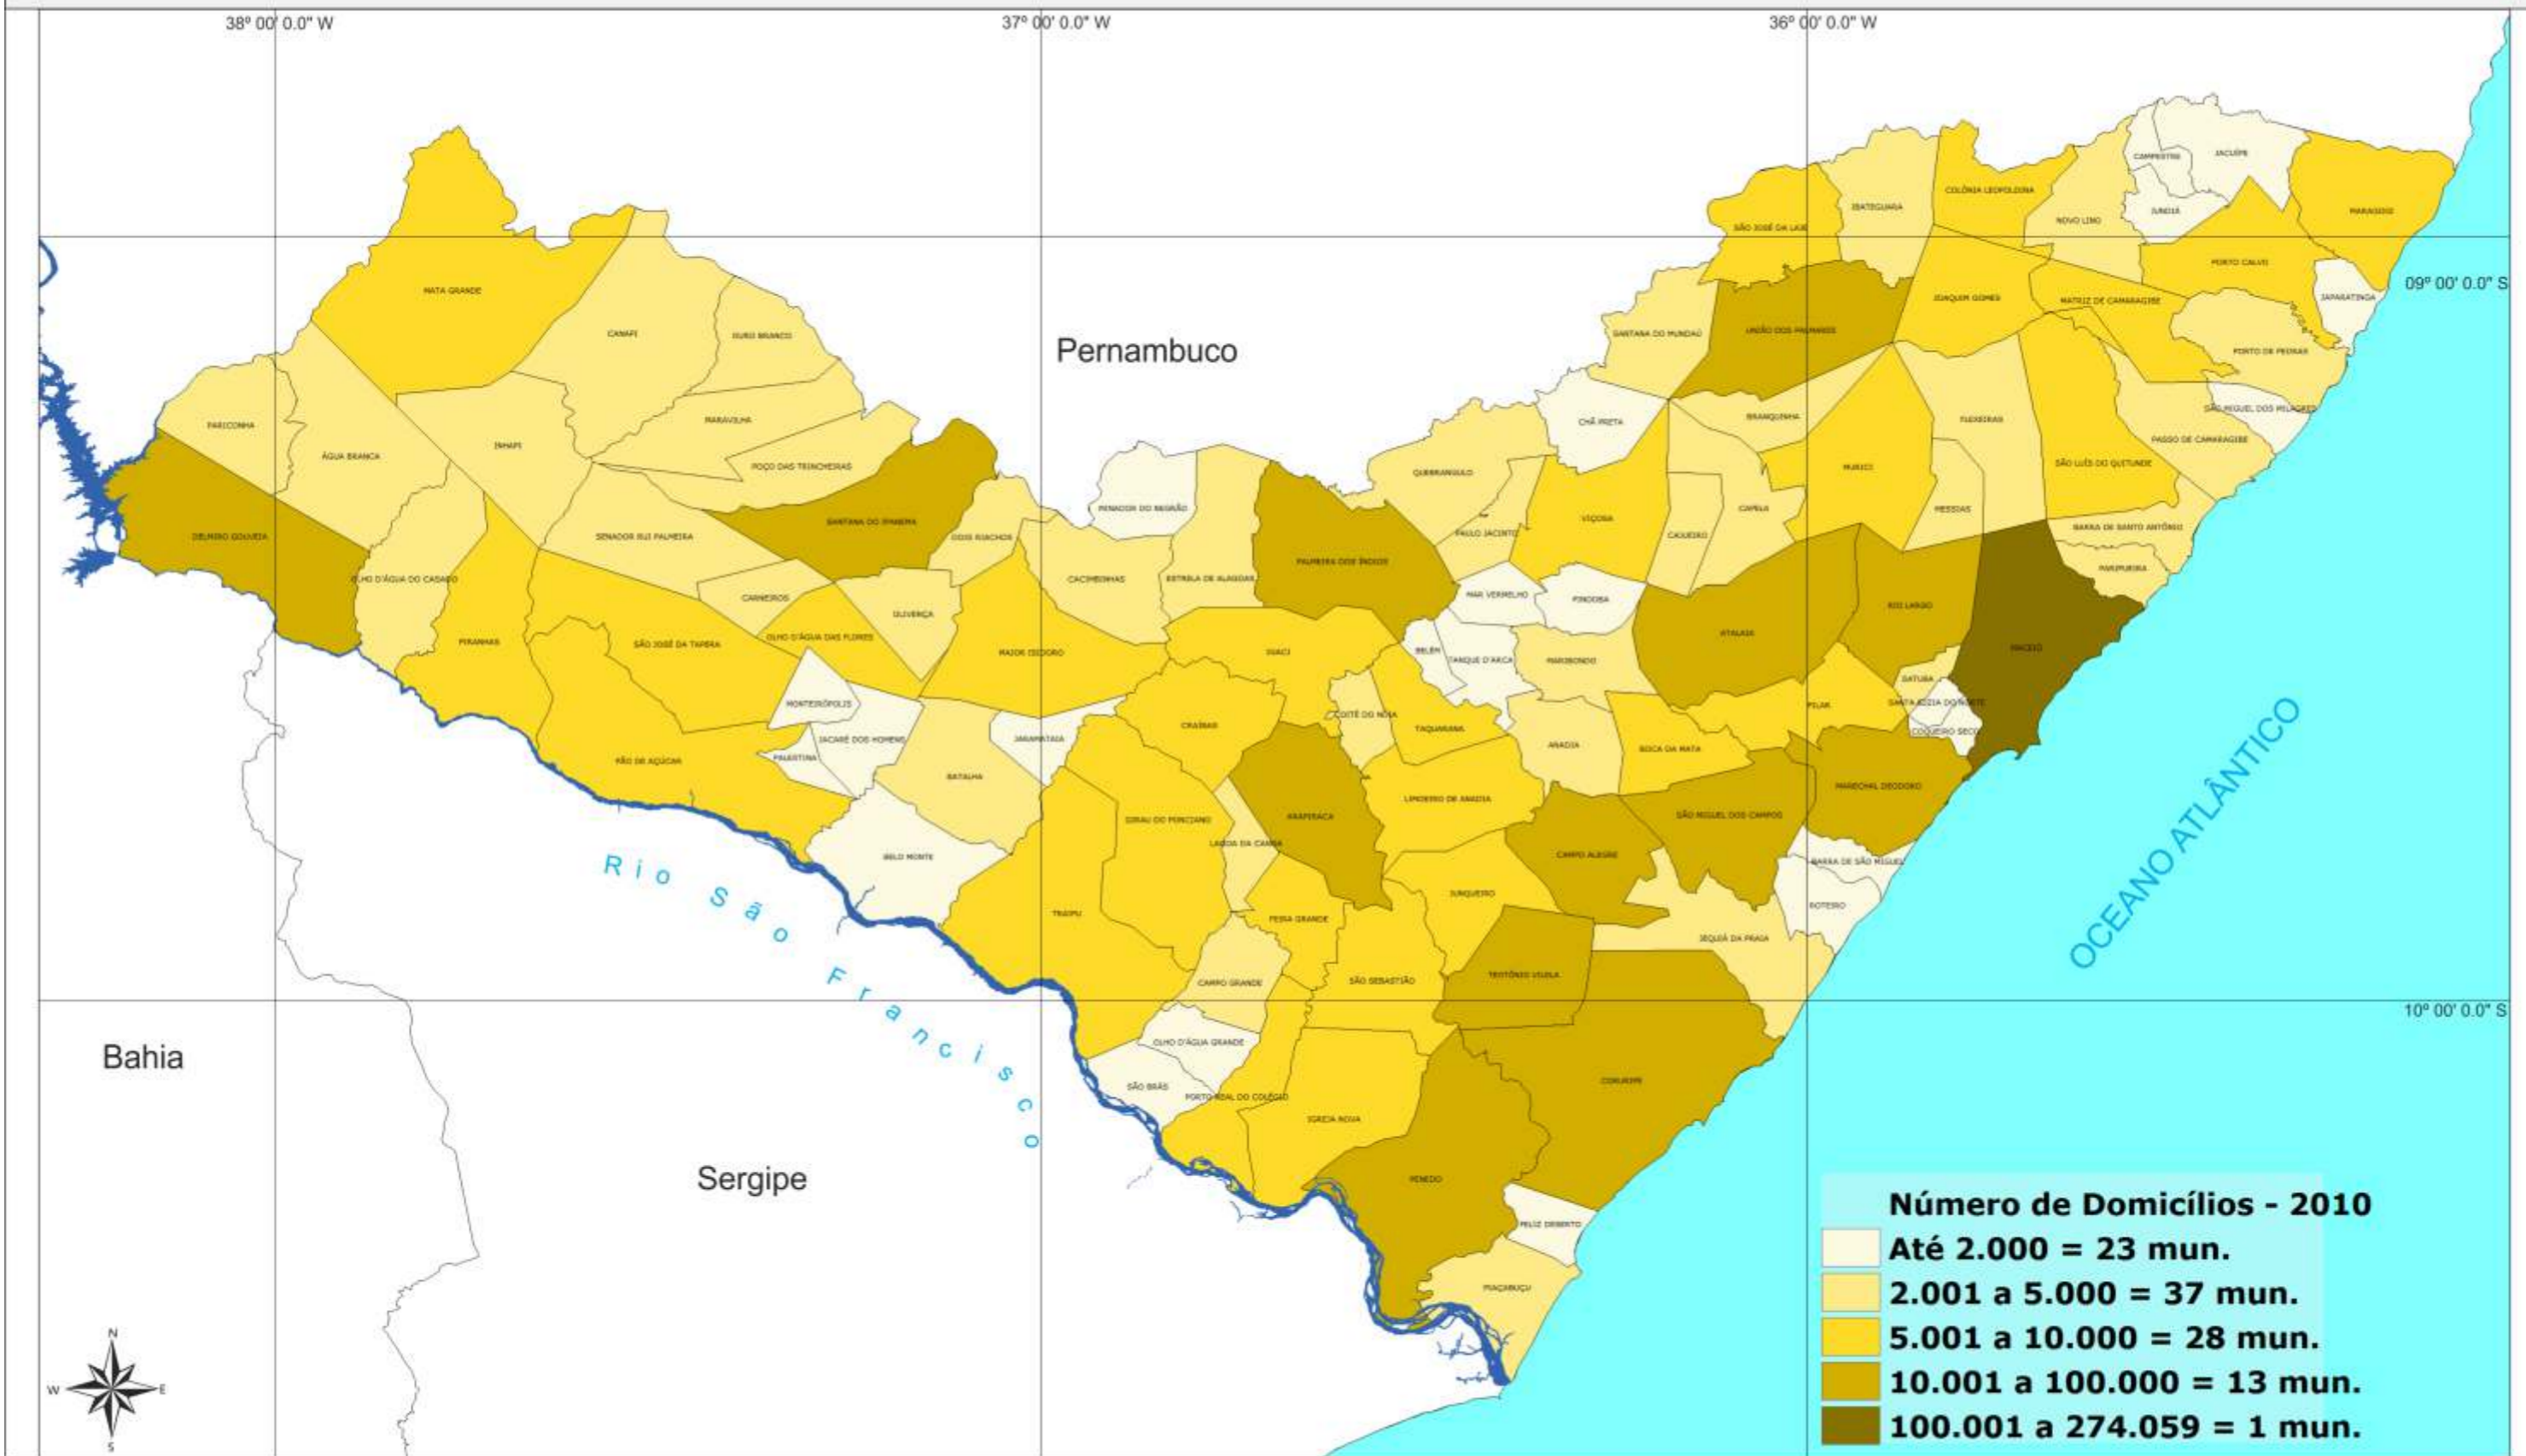 38º 00' 0.0" W
37º 00' 0.0" W
36º 00' 0.0" W
CAMPESTRE
JACUÍPE
COLÔNIA LEOPOLDINA
IBATEGUARA
JUNDIÁ
MARAGOGI
NOVO LINO
SÃO JOSÉ DA LAJE
PORTO CALVO
09º 00' 0.0" S
MATA GRANDE
JOAQUIM GOMES
MATRIZ DE CAMARAGIBE
JAPARATINGA
CANAPI
OURO BRANCO
SANTANA DO MUNDAÚ
UNIÃO DOS PALMARES
Pernambuco
PORTO DE PEDRAS
SÃO MIGUEL DOS MILAGRES
PARICONHA
MARAVILHA
CHÃ PRETA
BRANQUINHA
FLEXEIRAS
PASSO DE CAMARAGIBE
ÁGUA BRANCA
INHAPI
POÇO DAS TRINCHEIRAS
QUEBRANGULO
MURICI
SÃO LUÍS DO QUITUNDE
MINADOR DO NEGRÃO
CAPELA
MESSIAS
DELMIRO GOUVEIA
SENADOR RUI PALMEIRA
SANTANA DO IPANEMA
DOIS RIACHOS
VIÇOSA
PAULO JACINTO
CAJUEIRO
BARRA DE SANTO ANTÔNIO
PALMEIRA DOS ÍNDIOS
PARIPUEIRA
OLHO D'ÁGUA DO CASADO
CACIMBINHAS
ESTRELA DE ALAGOAS
CARNEIROS
OLIVENÇA
MAR VERMELHO
PINDOBA
RIO LARGO
PIRANHAS
SÃO JOSÉ DA TAPERA
OLHO D'ÁGUA DAS FLORES
MAJOR ISIDORO
IGACI
BELÉM
TANQUE D'ARCA
MARIBONDO
ATALAIA
MACEIÓ
SATUBA
MONTEIRÓPOLIS
SANTA LUZIA DO NORTE
PILAR
COITÉ DO NÓIA
JACARÉ DOS HOMENS
JARAMATAIA
CRAÍBAS
TAQUARANA
ANADIA
BOCA DA MATA
COQUEIRO SECO
PALESTINA
PÃO DE AÇÚCAR
BATALHA
MARECHAL DEODORO
LIMOEIRO DE ANADIA
GIRAU DO PONCIANO
ARAPIRACA
SÃO MIGUEL DOS CAMPOS
LAGOA DA CANOA
BELO MONTE
CAMPO ALEGRE
BARRA DE SÃO MIGUEL
JUNQUEIRO
ROTEIRO
TRAIPU
FEIRA GRANDE
JEQUIÁ DA PRAIA
Rio São Francisco
OCEANO ATLÂNTICO
CAMPO GRANDE
SÃO SEBASTIÃO
TEOTÔNIO VILELA
10º 00' 0.0" S
OLHO D'ÁGUA GRANDE
Bahia
SÃO BRÁS
PORTO REAL DO COLÉGIO
CORURIPE
IGREJA NOVA
Sergipe
PENEDO
FELIZ DESERTO
PIAÇABUÇU
Número de Domicílios - 2010
Até 2.000 = 23 mun.
2.001 a 5.000 = 37 mun.
5.001 a 10.000 = 28 mun.
10.001 a 100.000 = 13 mun.
100.001 a 274.059 = 1 mun.
N
W E
S